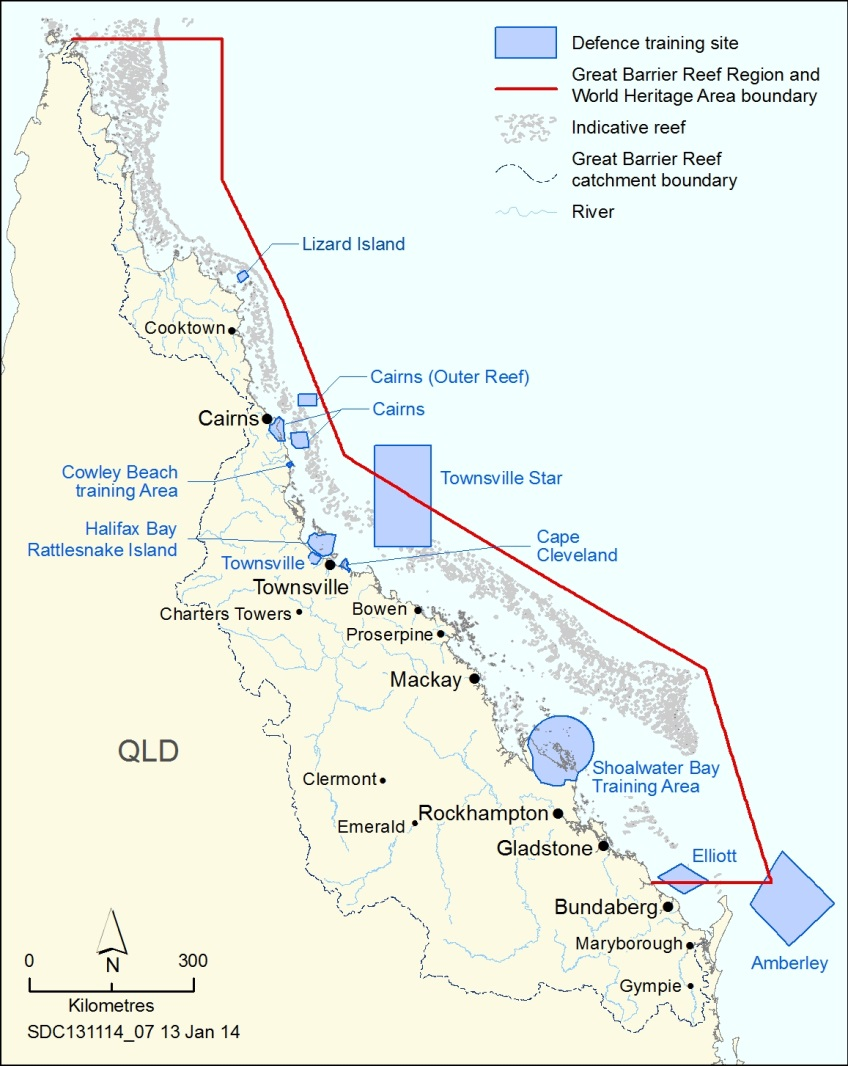 Defence training site
Great Barrier Reef Region and
World Heritage Area boundary
Indicative reef
Great Barrier Reef
catchment boundary
River
Lizard Island
Cooktown
Cairns (Outer Reef)
Cairns
Cairns
Cowley Beach
training Area
Townsville Star
Halifax Bay
Rattlesnake Island
Cape
Cleveland
Townsville
Townsville
Charters Towers
Bowen
Proserpine
Mackay
QLD
Shoalwater Bay
Training Area
Clermont
Rockhampton
Emerald
Gladstone
Elliott
Bundaberg
Maryborough
Amberley
Gympie
0
300
N
Kilometres
SDC131114_07 13 Jan 14